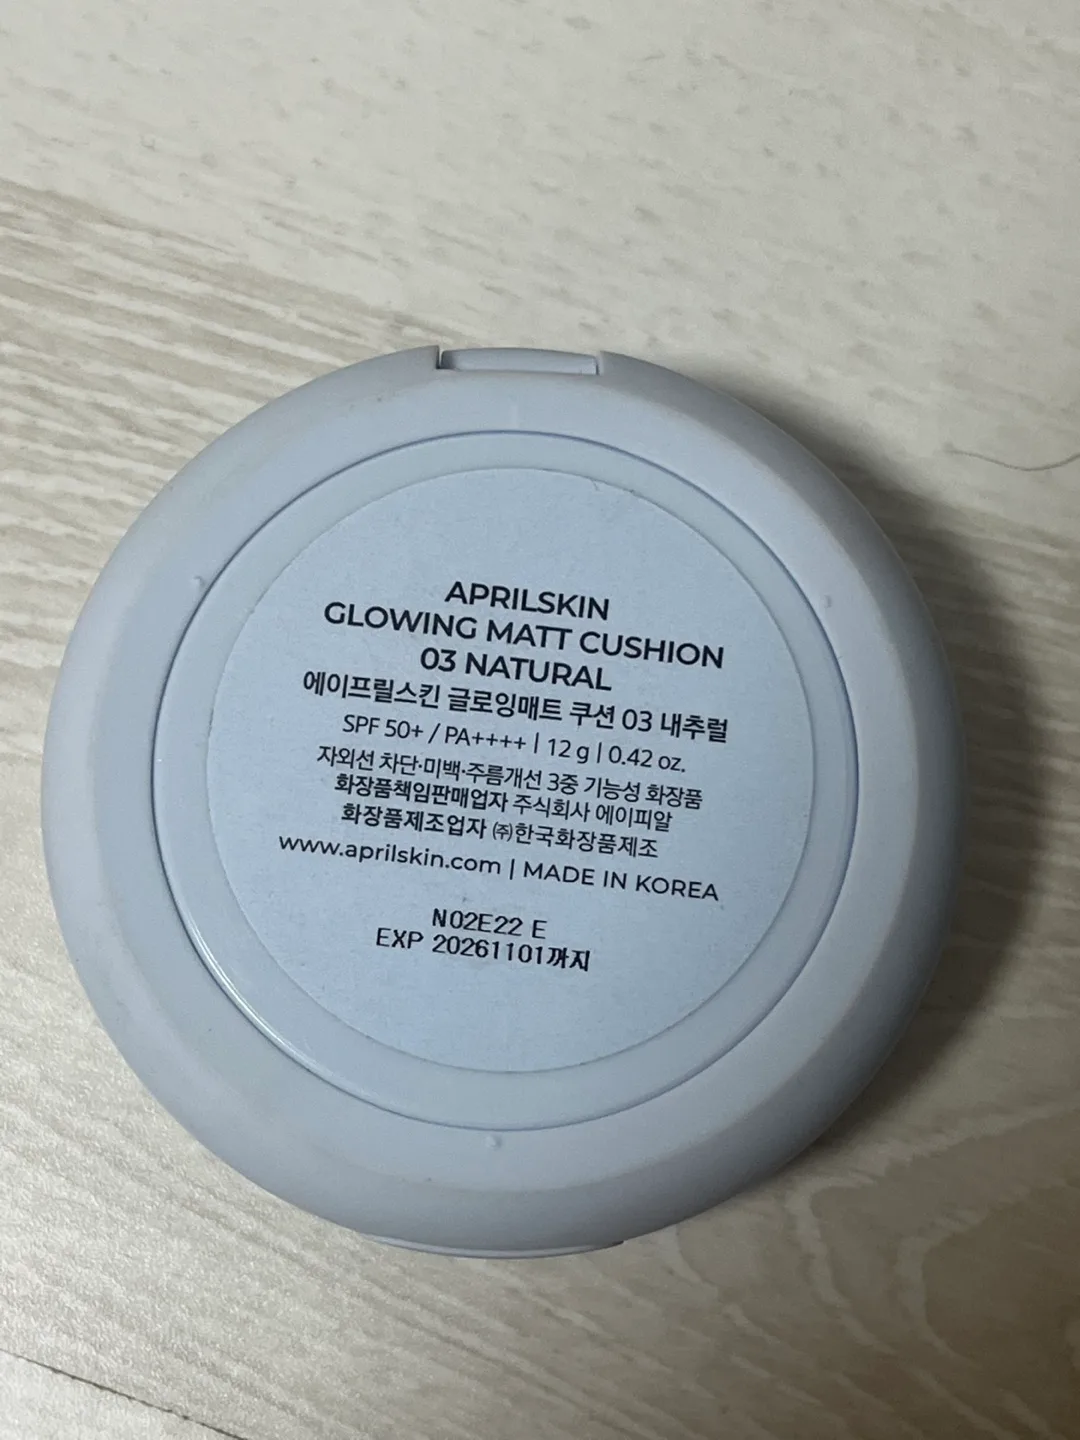 APRILSKIN
GLOWING MATT CUSHION
03 NATURAL
에이프릴스킨 글로잉매트 쿠션 03 내추럴
SPF 50+ / PA++++ | 12 g | 0.42 oz.
자외선 차단·미백·주름개선 3중 기능성 화장품
화장품책임판매업자 주식회사 에이피알
화장품제조업자 ㈜한국화장품제조
www.aprilskin.com | MADE IN KOREA
N02E22 E
EXP 20261101까지